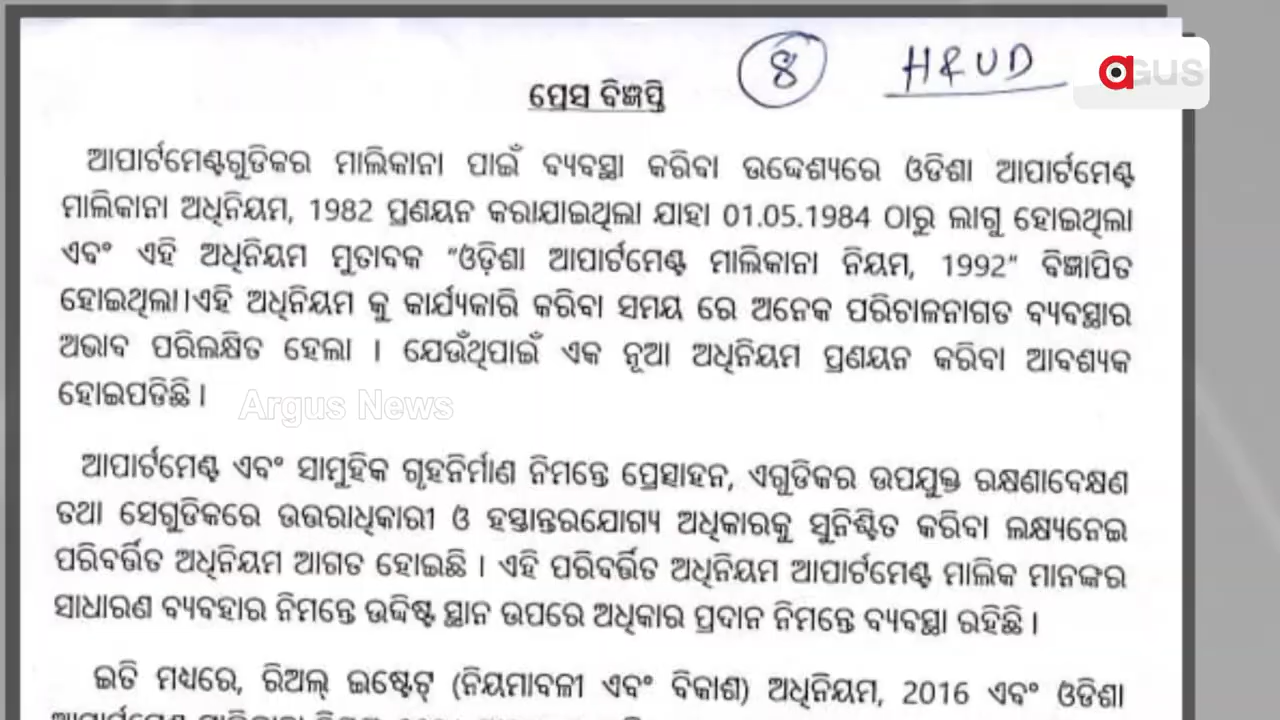 ୪ H&UD
argus
ପ୍ରେସ ବିଜ୍ଞପ୍ତି
ଆପାର୍ଟମେଣ୍ଟଗୁଡିକର ମାଲିକାନା ପାଇଁ ବ୍ୟବସ୍ଥା କରିବା ଉଦ୍ଦେଶ୍ୟରେ ଓଡିଶା ଆପାର୍ଟମେଣ୍ଟ
ମାଲିକାନା ଅଧିନିୟମ, 1982 ପ୍ରଣୟନ କରାଯାଇଥିଲା ଯାହା 01.05.1984 ଠାରୁ ଲାଗୁ ହୋଇଥିଲା
ଏବଂ ଏହି ଅଧିନିୟମ ମୁତାବକ "ଓଡ଼ିଶା ଆପାର୍ଟମେଣ୍ଟ ମାଲିକାନା ନିୟମ, 1992" ବିଜ୍ଞାପିତ
ହୋଇଥିଲା।ଏହି ଅଧିନିୟମ କୁ କାର୍ଯ୍ୟକାରି କରିବା ସମୟ ରେ ଅନେକ ପରିଚାଳନାଗତ ବ୍ୟବସ୍ଥାର
ଅଭାବ ପରିଲକ୍ଷିତ ହେଲା । ଯେଉଁଥିପାଇଁ ଏକ ନୂଆ ଅଧିନିୟମ ପ୍ରଣୟନ କରିବା ଆବଶ୍ୟକ
ହୋଇପଡିଛି ।
Argus News
ଆପାର୍ଟମେଣ୍ଟ ଏବଂ ସାମୁହିକ ଗୃହନିର୍ମାଣ ନିମନ୍ତେ ପ୍ରୋତ୍ସାହନ, ଏଗୁଡିକର ଉପଯୁକ୍ତ ରକ୍ଷଣାବେକ୍ଷଣ
ତଥା ସେଗୁଡିକରେ ଉତ୍ତରାଧିକାରୀ ଓ ହସ୍ତାନ୍ତରଯୋଗ୍ୟ ଅଧିକାରକୁ ସୁନିଶ୍ଚିତ କରିବା ଲକ୍ଷ୍ୟନେଇ
ପରିବର୍ତ୍ତିତ ଅଧିନିୟମ ଆଗତ ହୋଇଛି । ଏହି ପରିବର୍ତ୍ତିତ ଅଧିନିୟମ ଆପାର୍ଟମେଣ୍ଟ ମାଲିକ ମାନଙ୍କର
ସାଧାରଣ ବ୍ୟବହାର ନିମନ୍ତେ ଉଦ୍ଦିଷ୍ଟ ସ୍ଥାନ ଉପରେ ଅଧିକାର ପ୍ରଦାନ ନିମନ୍ତେ ବ୍ୟବସ୍ଥା ରହିଛି ।
ଇତି ମଧ୍ୟରେ, ରିଅଲ୍ ଇଷ୍ଟେଟ୍ (ନିୟମାବଳୀ ଏବଂ ବିକାଶ) ଅଧିନିୟମ, 2016 ଏବଂ ଓଡିଶା